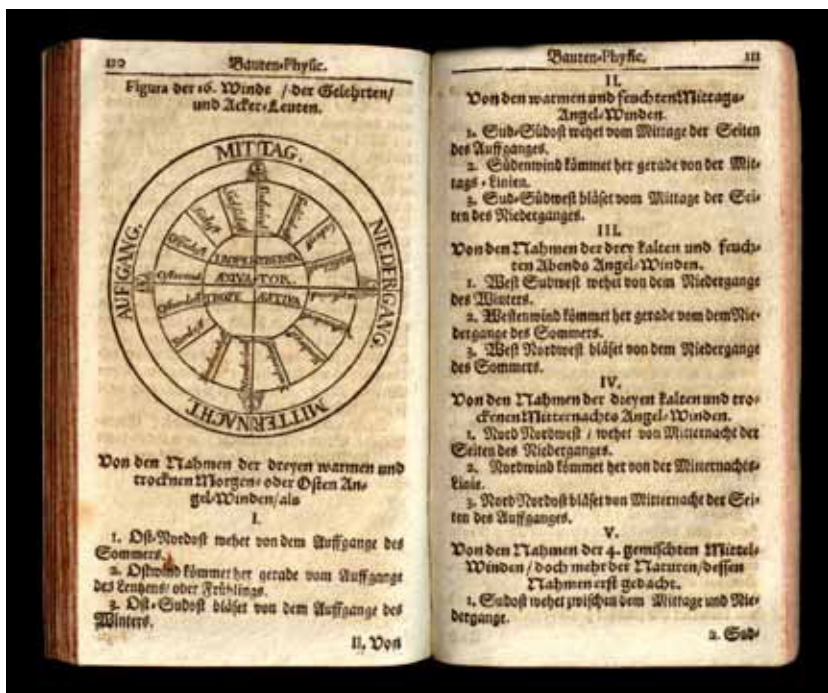 110 Bauren-Physic.
Figura der 16. Winde / der Gelehrten/
und Acker-Leuten.
MITTAG.
AUFGANG.
NIEDERGANG.
MITTERNACHT.
ÆQVA-TOR.
TROPI
Von den Nahmen der dreyen warmen und
trocknen Morgen- oder Osten An-
gel-Winden/als
I.
1. Ost-Nordost wehet von dem Auffgange des
Sommers.
2. Ostwind kömmet her gerade vom Auffgange
des Lentzens/ oder Frühlings.
3. Ost-Sudost bläset von dem Auffgange des
Winters.
II. Von
Bauren-Physic. 111
II.
Von den warmen und feuchten Mittags-
Angel-Winden.
1. Sud-Südost wehet vom Mittage der Seiten
des Auffganges.
2. Südenwind kömmet her gerade von der Mit-
tags-Linien.
3. Sud-Südwest bläset vom Mittage der Sei-
ten des Niederganges.
III.
Von den Nahmen der drey kalten und feuch-
ten Abends Angel-Winden.
1. West Sudwest wehet von dem Niedergange
des Winters.
2. Westenwind kömmet her gerade vom dem Nie-
dergange des Sommers.
3. West Nordwest bläset von dem Niedergange
des Sommers.
IV.
Von den Nahmen der dreyen kalten und tro-
ckenen Mitternachts Angel-Winden.
1. Nord Nordwest / wehet von Mitternacht der
Seiten des Niederganges.
2. Nordwind kömmet her von der Mitternachts-
Linie.
3. Nord Nordost bläset von Mitternacht der Sei-
ten des Auffganges.
V.
Von den Nahmen der 4. gemischten Mittel-
Winden / doch mehr der Naturen/dessen
Nahmen erst gedacht.
1. Sudost wehet zwischen dem Mittage und Nie-
dergange.
2. Sud-